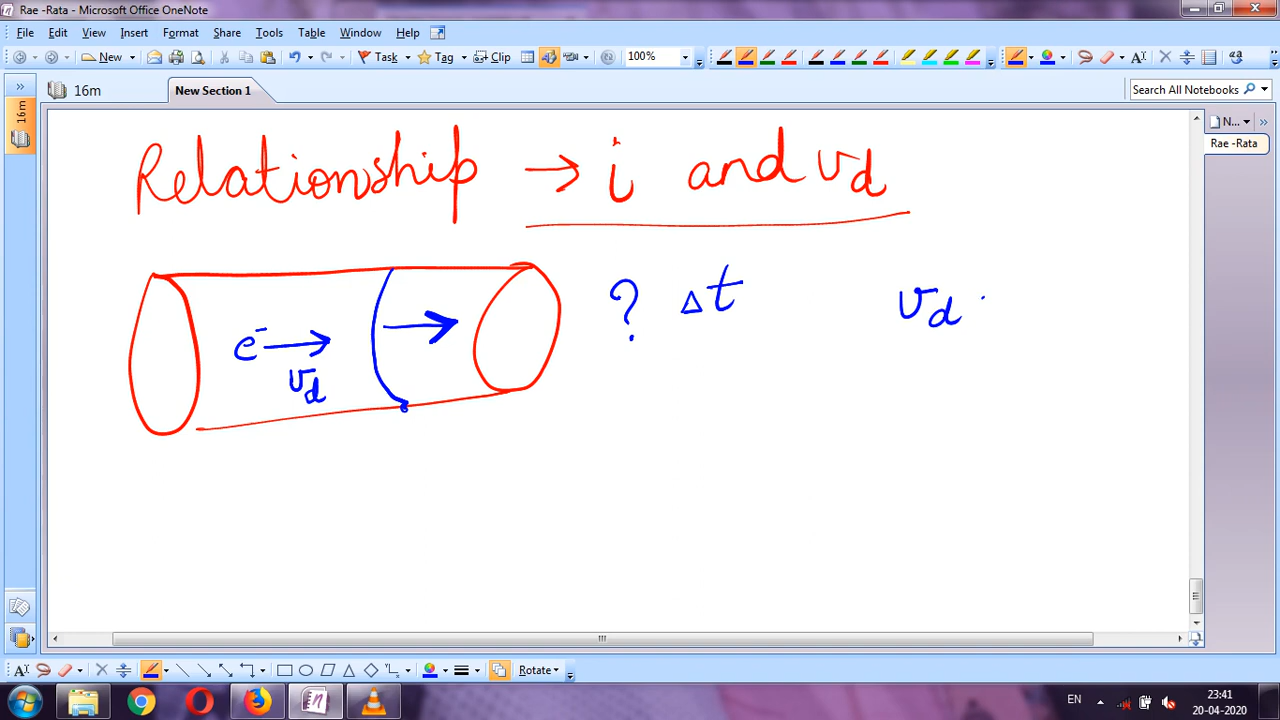 Rae -Rata - Microsoft Office OneNote
File Edit View Insert Format Share Tools Table Window Help
New Task Tag Clip 100%
16m New Section 1 Search All Notebooks
16m
N...
Rae -Rata
Relationship → i and vd
? Δt vd
e⁻ →
vd
Rotate
EN 23:41
20-04-2020